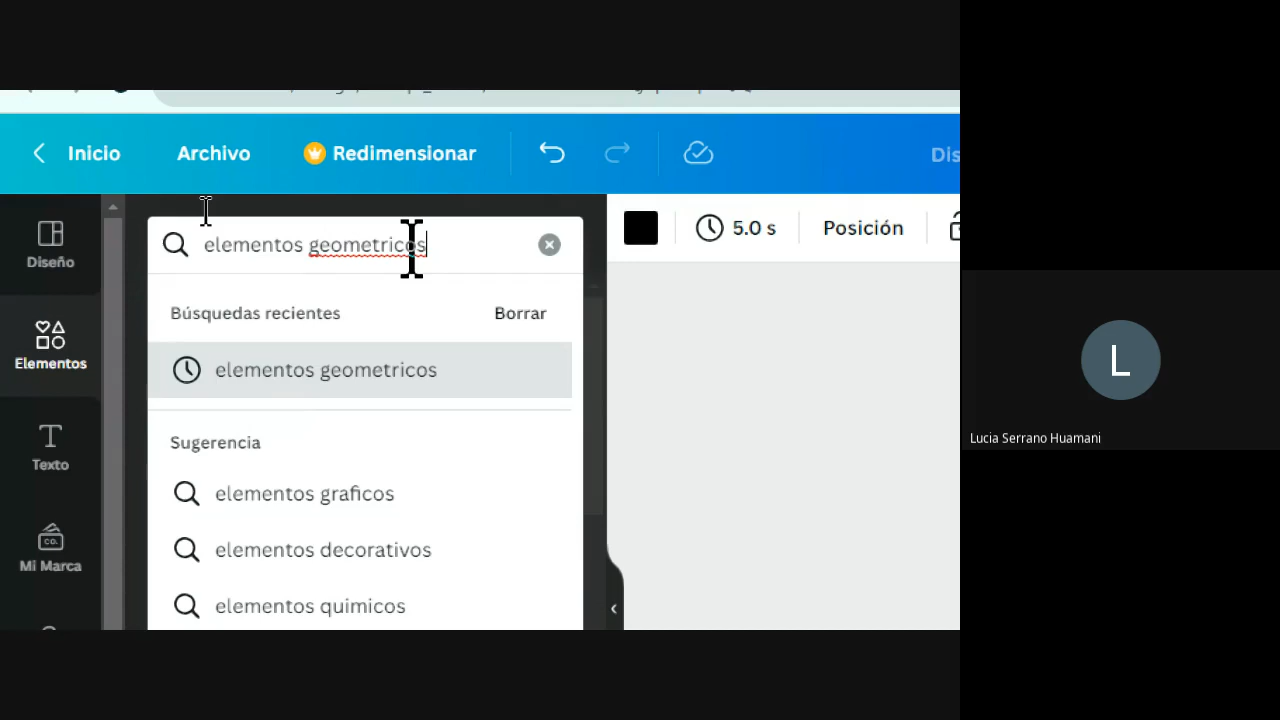 Inicio
Archivo
Redimensionar
Dis
Diseño
elementos geometricos
5.0 s
Posición
Búsquedas recientes
Borrar
Elementos
elementos geometricos
Sugerencia
Texto
elementos graficos
CO.
Mi Marca
elementos decorativos
elementos quimicos
L
Lucia Serrano Huamani